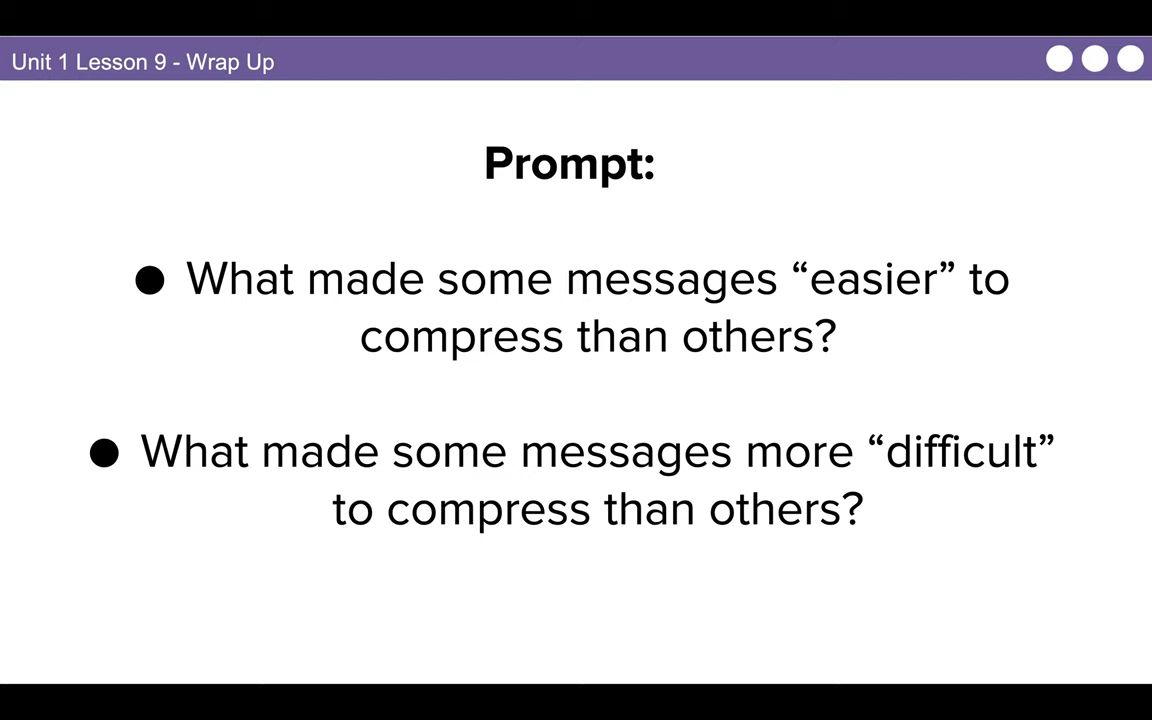 Unit 1 Lesson 9 - Wrap Up
Prompt:
● What made some messages “easier” to
compress than others?
● What made some messages more “difficult”
to compress than others?